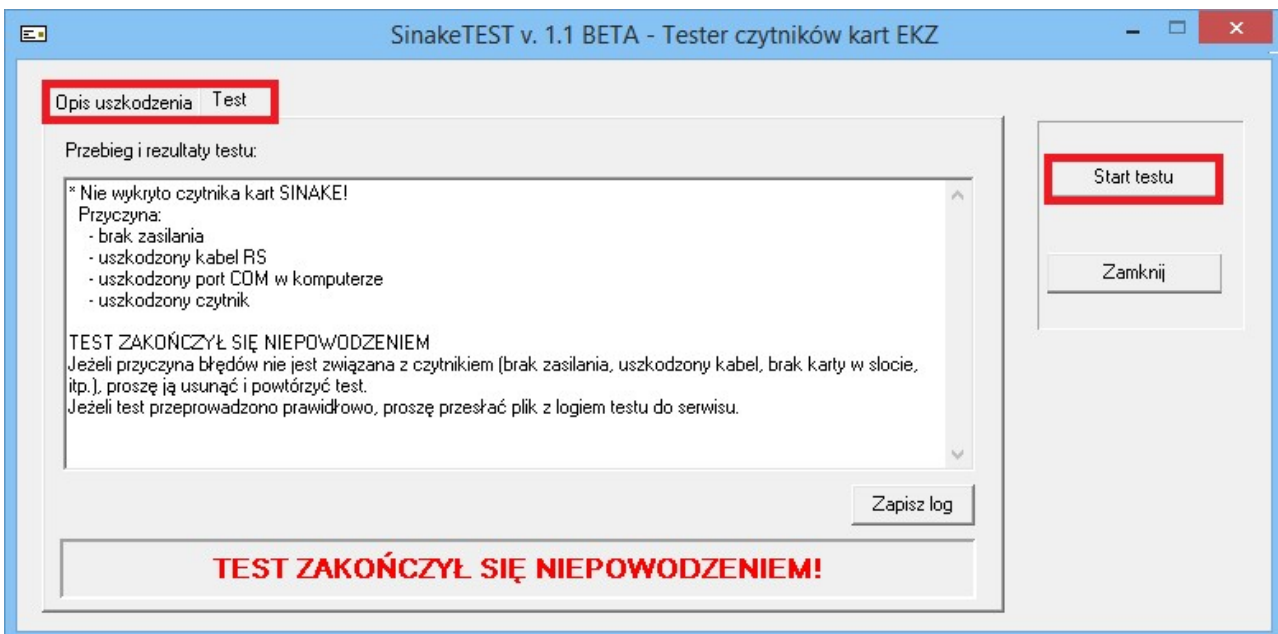 SinakeTEST v. 1.1 BETA - Tester czytników kart EKZ
Opis uszkodzenia
Test
Przebieg i rezultaty testu:
* Nie wykryto czytnika kart SINAKE!
Przyczyna:
- brak zasilania
- uszkodzony kabel RS
- uszkodzony port COM w komputerze
- uszkodzony czytnik
TEST ZAKOŃCZYŁ SIĘ NIEPOWODZENIEM
Jeżeli przyczyna błędów nie jest związana z czytnikiem (brak zasilania, uszkodzony kabel, brak karty w slocie,
itp.), proszę ją usunąć i powtórzyć test.
Jeżeli test przeprowadzono prawidłowo, proszę przesłać plik z logiem testu do serwisu.
Zapisz log
TEST ZAKOŃCZYŁ SIĘ NIEPOWODZENIEM!
Start testu
Zamknij